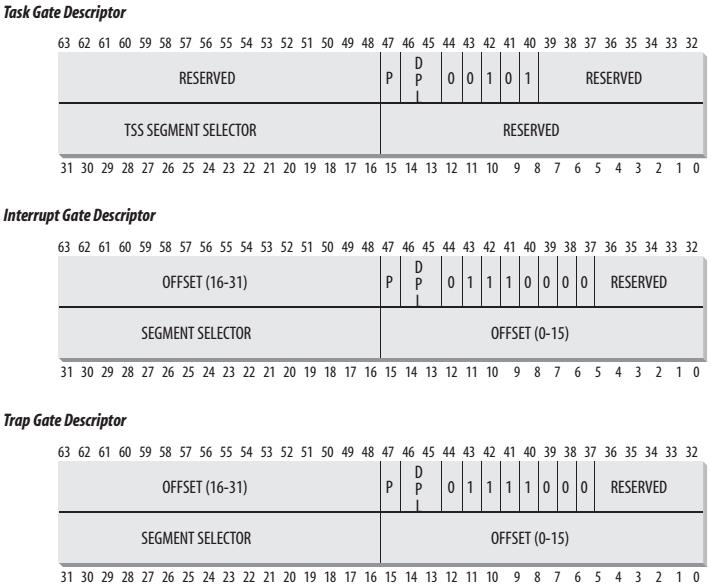 Task Gate Descriptor
63 62 61 60 59 58 57 56 55 54 53 52 51 50 49 48 47 46 45 44 43 42 41 40 39 38 37 36 35 34 33 32
RESERVED P DPL 0 0 1 0 1 RESERVED
TSS SEGMENT SELECTOR RESERVED
31 30 29 28 27 26 25 24 23 22 21 20 19 18 17 16 15 14 13 12 11 10 9 8 7 6 5 4 3 2 1 0
Interrupt Gate Descriptor
63 62 61 60 59 58 57 56 55 54 53 52 51 50 49 48 47 46 45 44 43 42 41 40 39 38 37 36 35 34 33 32
OFFSET (16-31) P DPL 0 1 1 1 0 0 0 0 RESERVED
SEGMENT SELECTOR OFFSET (0-15)
31 30 29 28 27 26 25 24 23 22 21 20 19 18 17 16 15 14 13 12 11 10 9 8 7 6 5 4 3 2 1 0
Trap Gate Descriptor
63 62 61 60 59 58 57 56 55 54 53 52 51 50 49 48 47 46 45 44 43 42 41 40 39 38 37 36 35 34 33 32
OFFSET (16-31) P DPL 0 1 1 1 1 0 0 0 RESERVED
SEGMENT SELECTOR OFFSET (0-15)
31 30 29 28 27 26 25 24 23 22 21 20 19 18 17 16 15 14 13 12 11 10 9 8 7 6 5 4 3 2 1 0